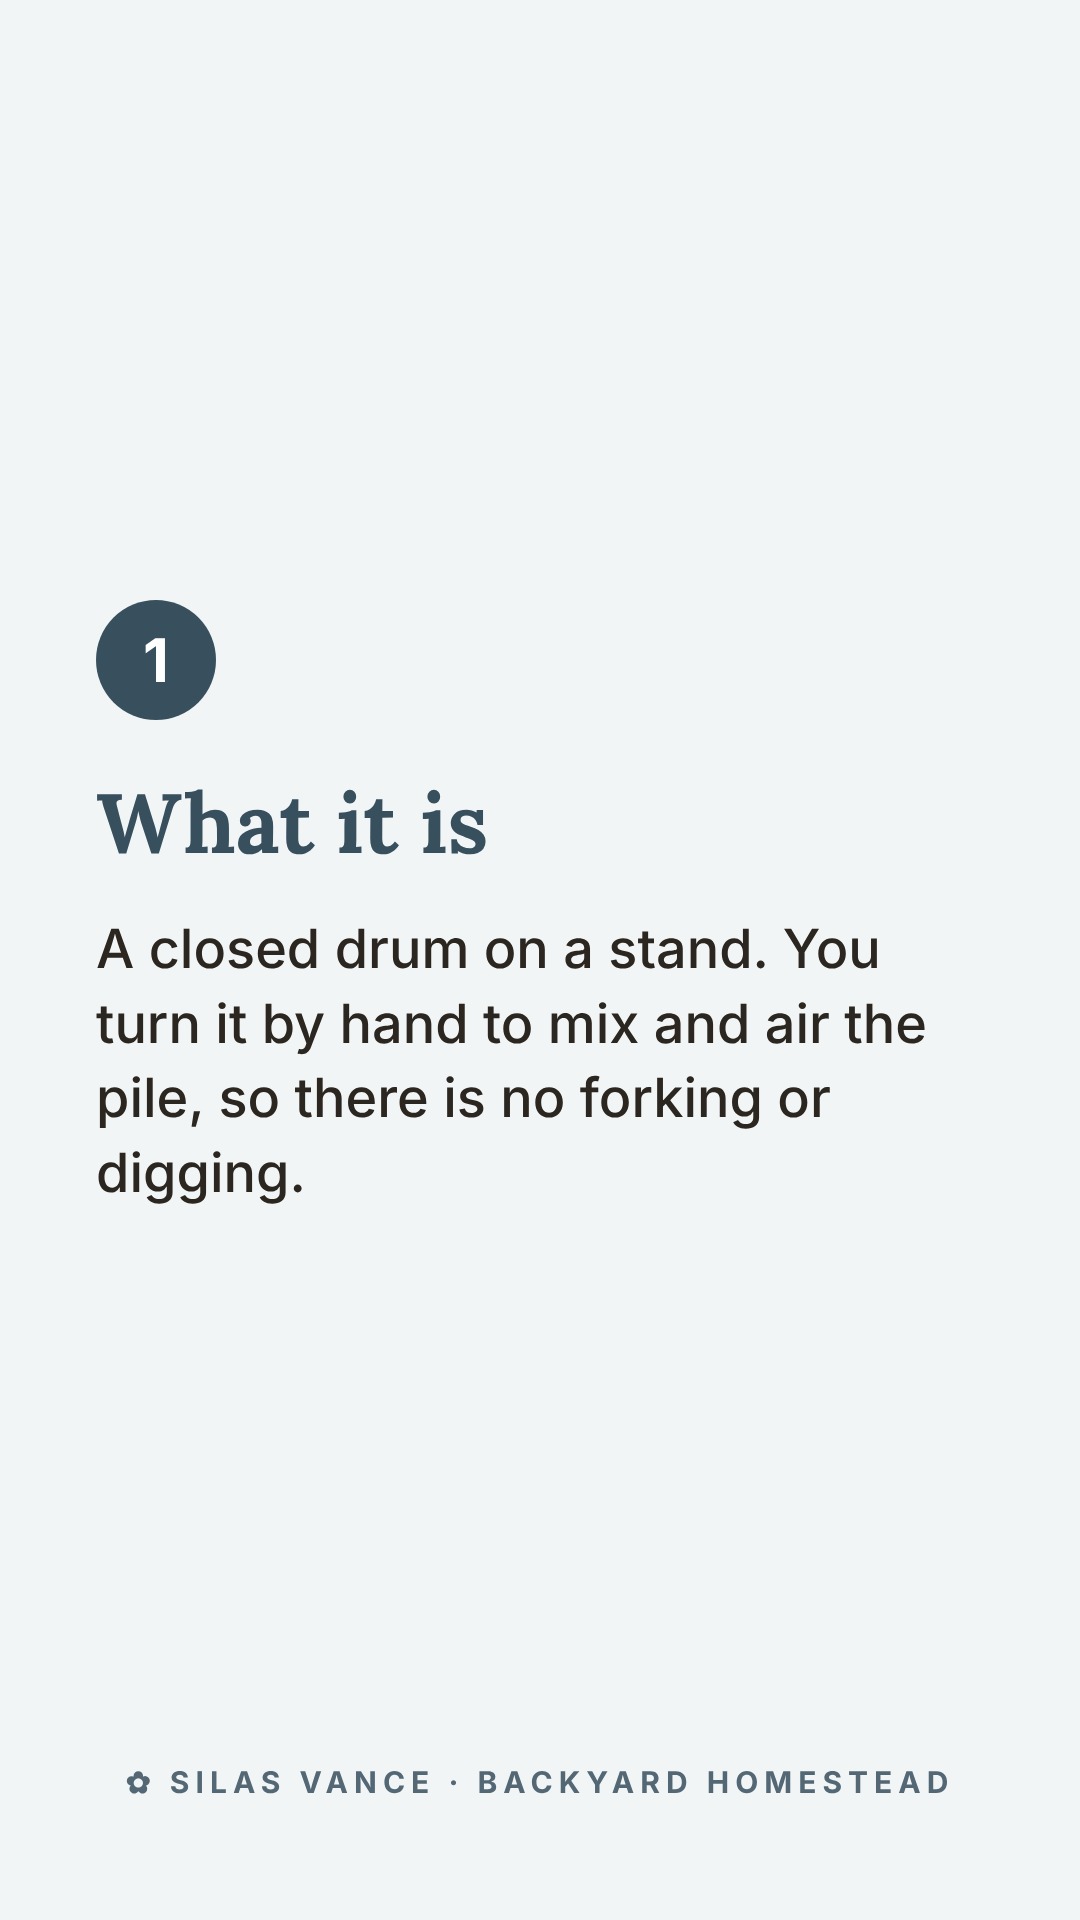 1
What it is
A closed drum on a stand. You
turn it by hand to mix and air the
pile, so there is no forking or
digging.
✿ SILAS VANCE · BACKYARD HOMESTEAD